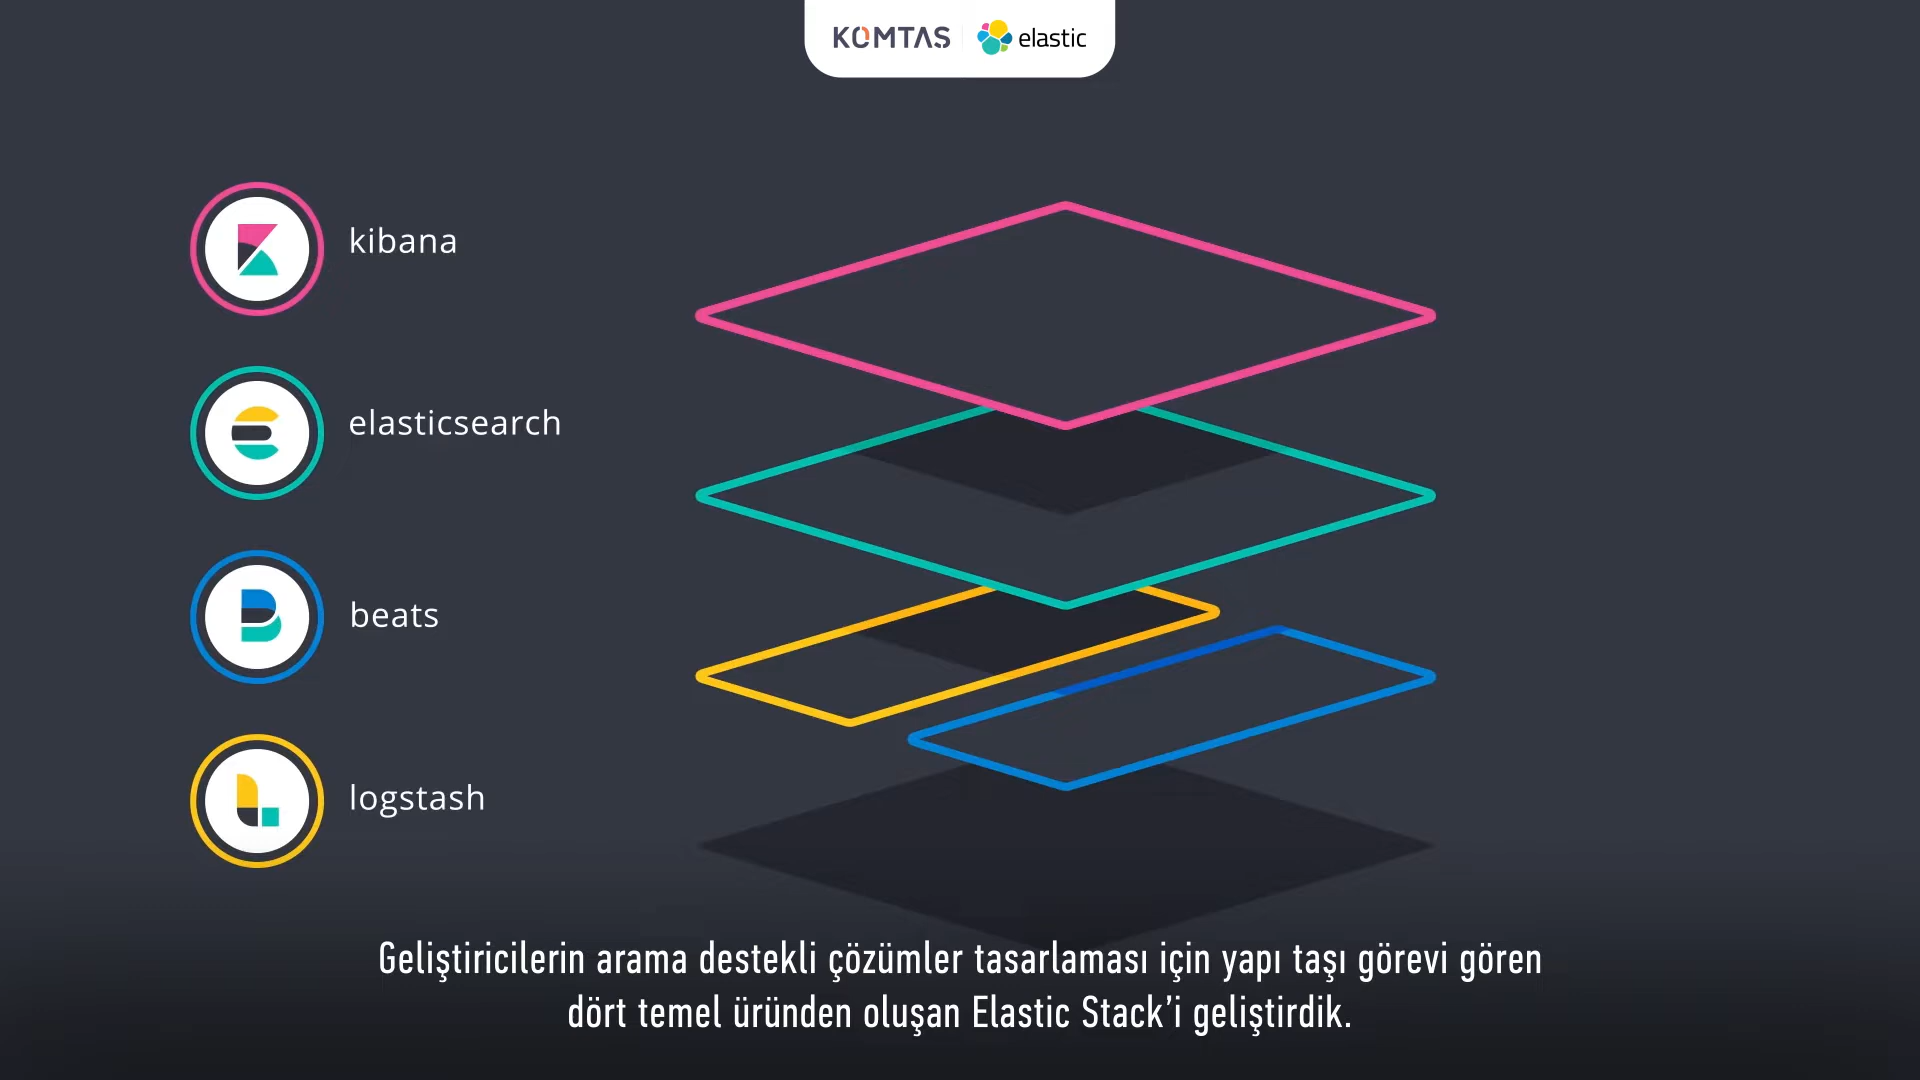 KOMTAS elastic
kibana
elasticsearch
beats
logstash
Geliştiricilerin arama destekli çözümler tasarlaması için yapı taşı görevi gören
dört temel üründen oluşan Elastic Stack’i geliştirdik.